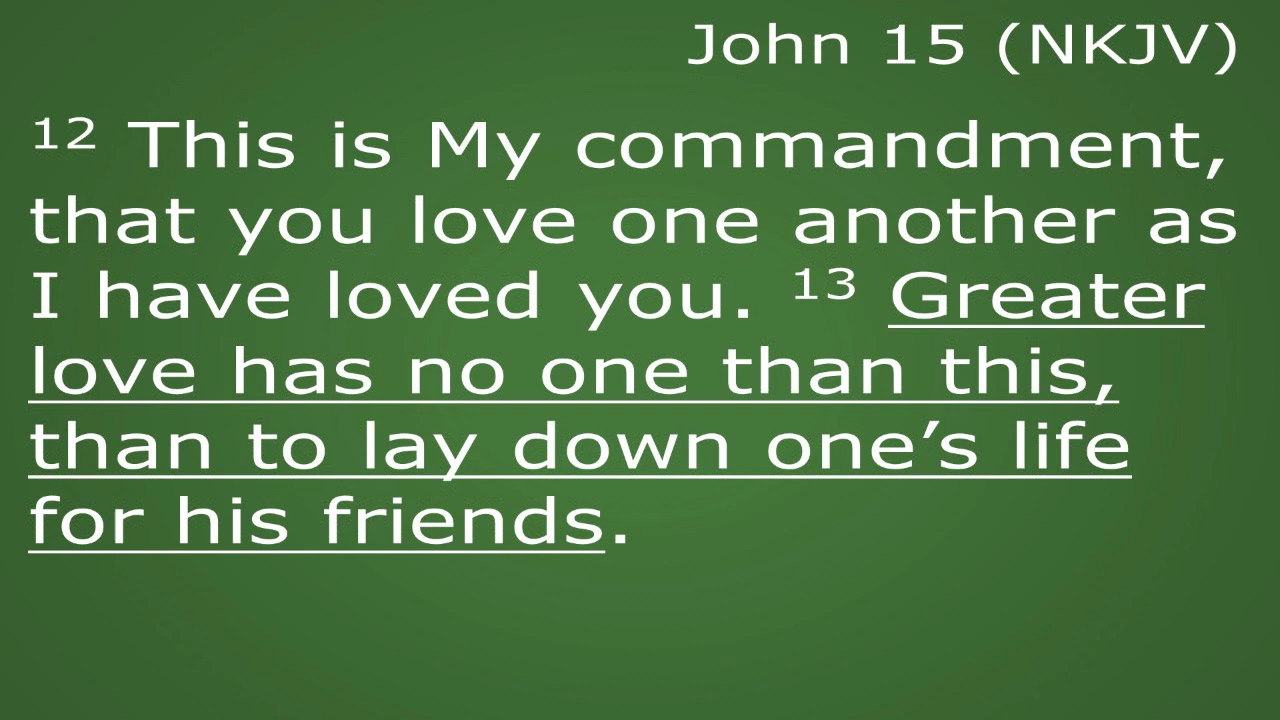 John 15 (NKJV)
12 This is My commandment,
that you love one another as
I have loved you. 13 Greater
love has no one than this,
than to lay down one’s life
for his friends.